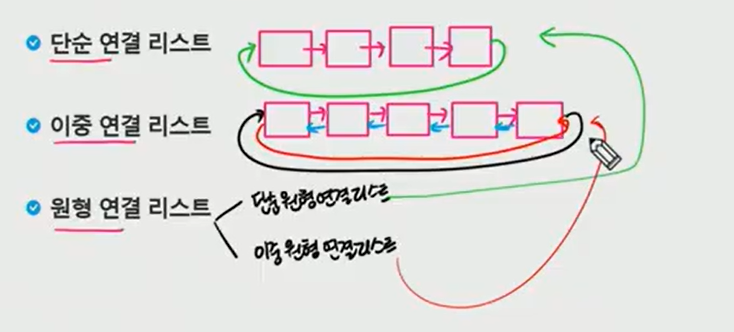 단순 연결 리스트
이중 연결 리스트
원형 연결 리스트
단순 원형 연결 리스트
이중 원형 연결 리스트